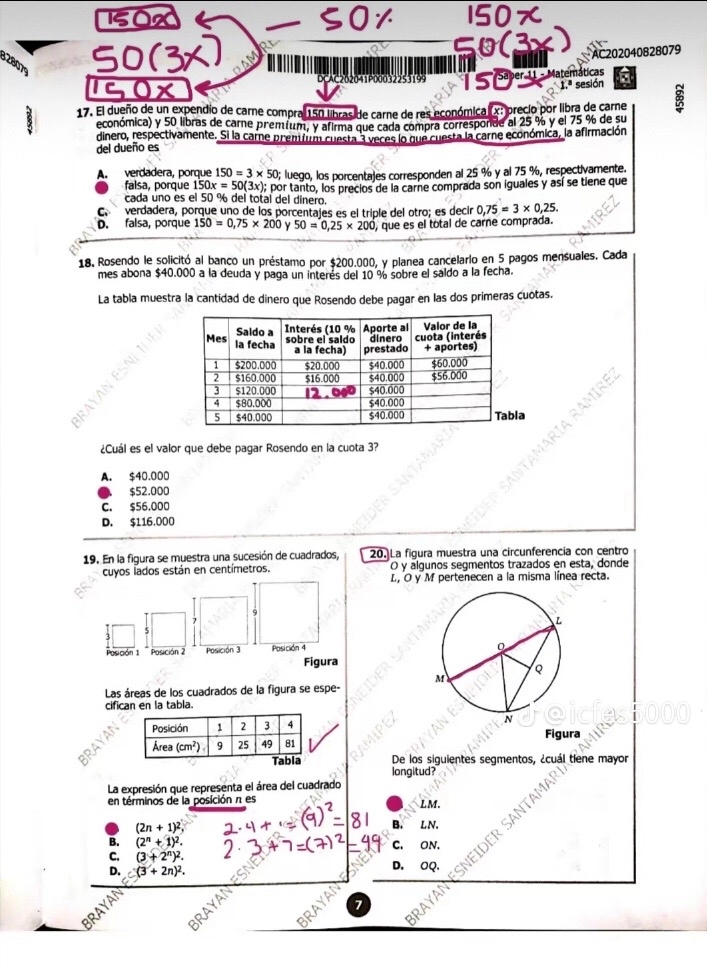 150x
— 50%
150x
50(3x)
50(3x)
150x
150x
828079
45892
DCAC202041P00032253199
AC202040828079
Saber 11 - Matemáticas
1.ª sesión
45892
17. El dueño de un expendio de carne compra 150 libras de carne de res económica (x: precio por libra de carne
económica) y 50 libras de carne premium, y afirma que cada compra corresponde al 25 % y el 75 % de su
dinero, respectivamente. Si la carne premium cuesta 3 veces lo que cuesta la carne económica, la afirmación
del dueño es
A. verdadera, porque 150 = 3 × 50; luego, los porcentajes corresponden al 25 % y al 75 %, respectivamente.
falsa, porque 150x = 50(3x); por tanto, los precios de la carne comprada son iguales y así se tiene que
cada uno es el 50 % del total del dinero.
C. verdadera, porque uno de los porcentajes es el triple del otro; es decir 0,75 = 3 × 0,25.
D. falsa, porque 150 = 0,75 × 200 y 50 = 0,25 × 200, que es el total de carne comprada.
18. Rosendo le solicitó al banco un préstamo por $200.000, y planea cancelarlo en 5 pagos mensuales. Cada
mes abona $40.000 a la deuda y paga un interés del 10 % sobre el saldo a la fecha.
La tabla muestra la cantidad de dinero que Rosendo debe pagar en las dos primeras cuotas.
Mes Saldo a la fecha Interés (10 % sobre el saldo a la fecha) Aporte al dinero prestado Valor de la cuota (interés + aportes)
1 $200.000 $20.000 $40.000 $60.000
2 $160.000 $16.000 $40.000 $56.000
3 $120.000 12.000 $40.000
4 $80.000 $40.000
5 $40.000 $40.000
Tabla
¿Cuál es el valor que debe pagar Rosendo en la cuota 3?
A. $40.000
$52.000
C. $56.000
D. $116.000
19. En la figura se muestra una sucesión de cuadrados,
cuyos lados están en centímetros.
3
5
7
9
Posición 1 Posición 2 Posición 3 Posición 4
Figura
Las áreas de los cuadrados de la figura se espe-
cifican en la tabla.
Posición 1 2 3 4
Área (cm²) 9 25 49 81
Tabla
La expresión que representa el área del cuadrado
en términos de la posición n es
(2n + 1)².
B. (2ⁿ + 1)².
C. (3 + 2ⁿ)².
D. (3 + 2n)².
2·4+1=(9)²=81
2·3+7=(7)²=49
20. La figura muestra una circunferencia con centro
O y algunos segmentos trazados en esta, donde
L, O y M pertenecen a la misma línea recta.
L
O
Q
M
N
@icfes5000
Figura
De los siguientes segmentos, ¿cuál tiene mayor
longitud?
LM.
B. LN.
C. ON.
D. OQ.
7
BRAYAN ESNEIDER SANTAMARIA RAMIREZ